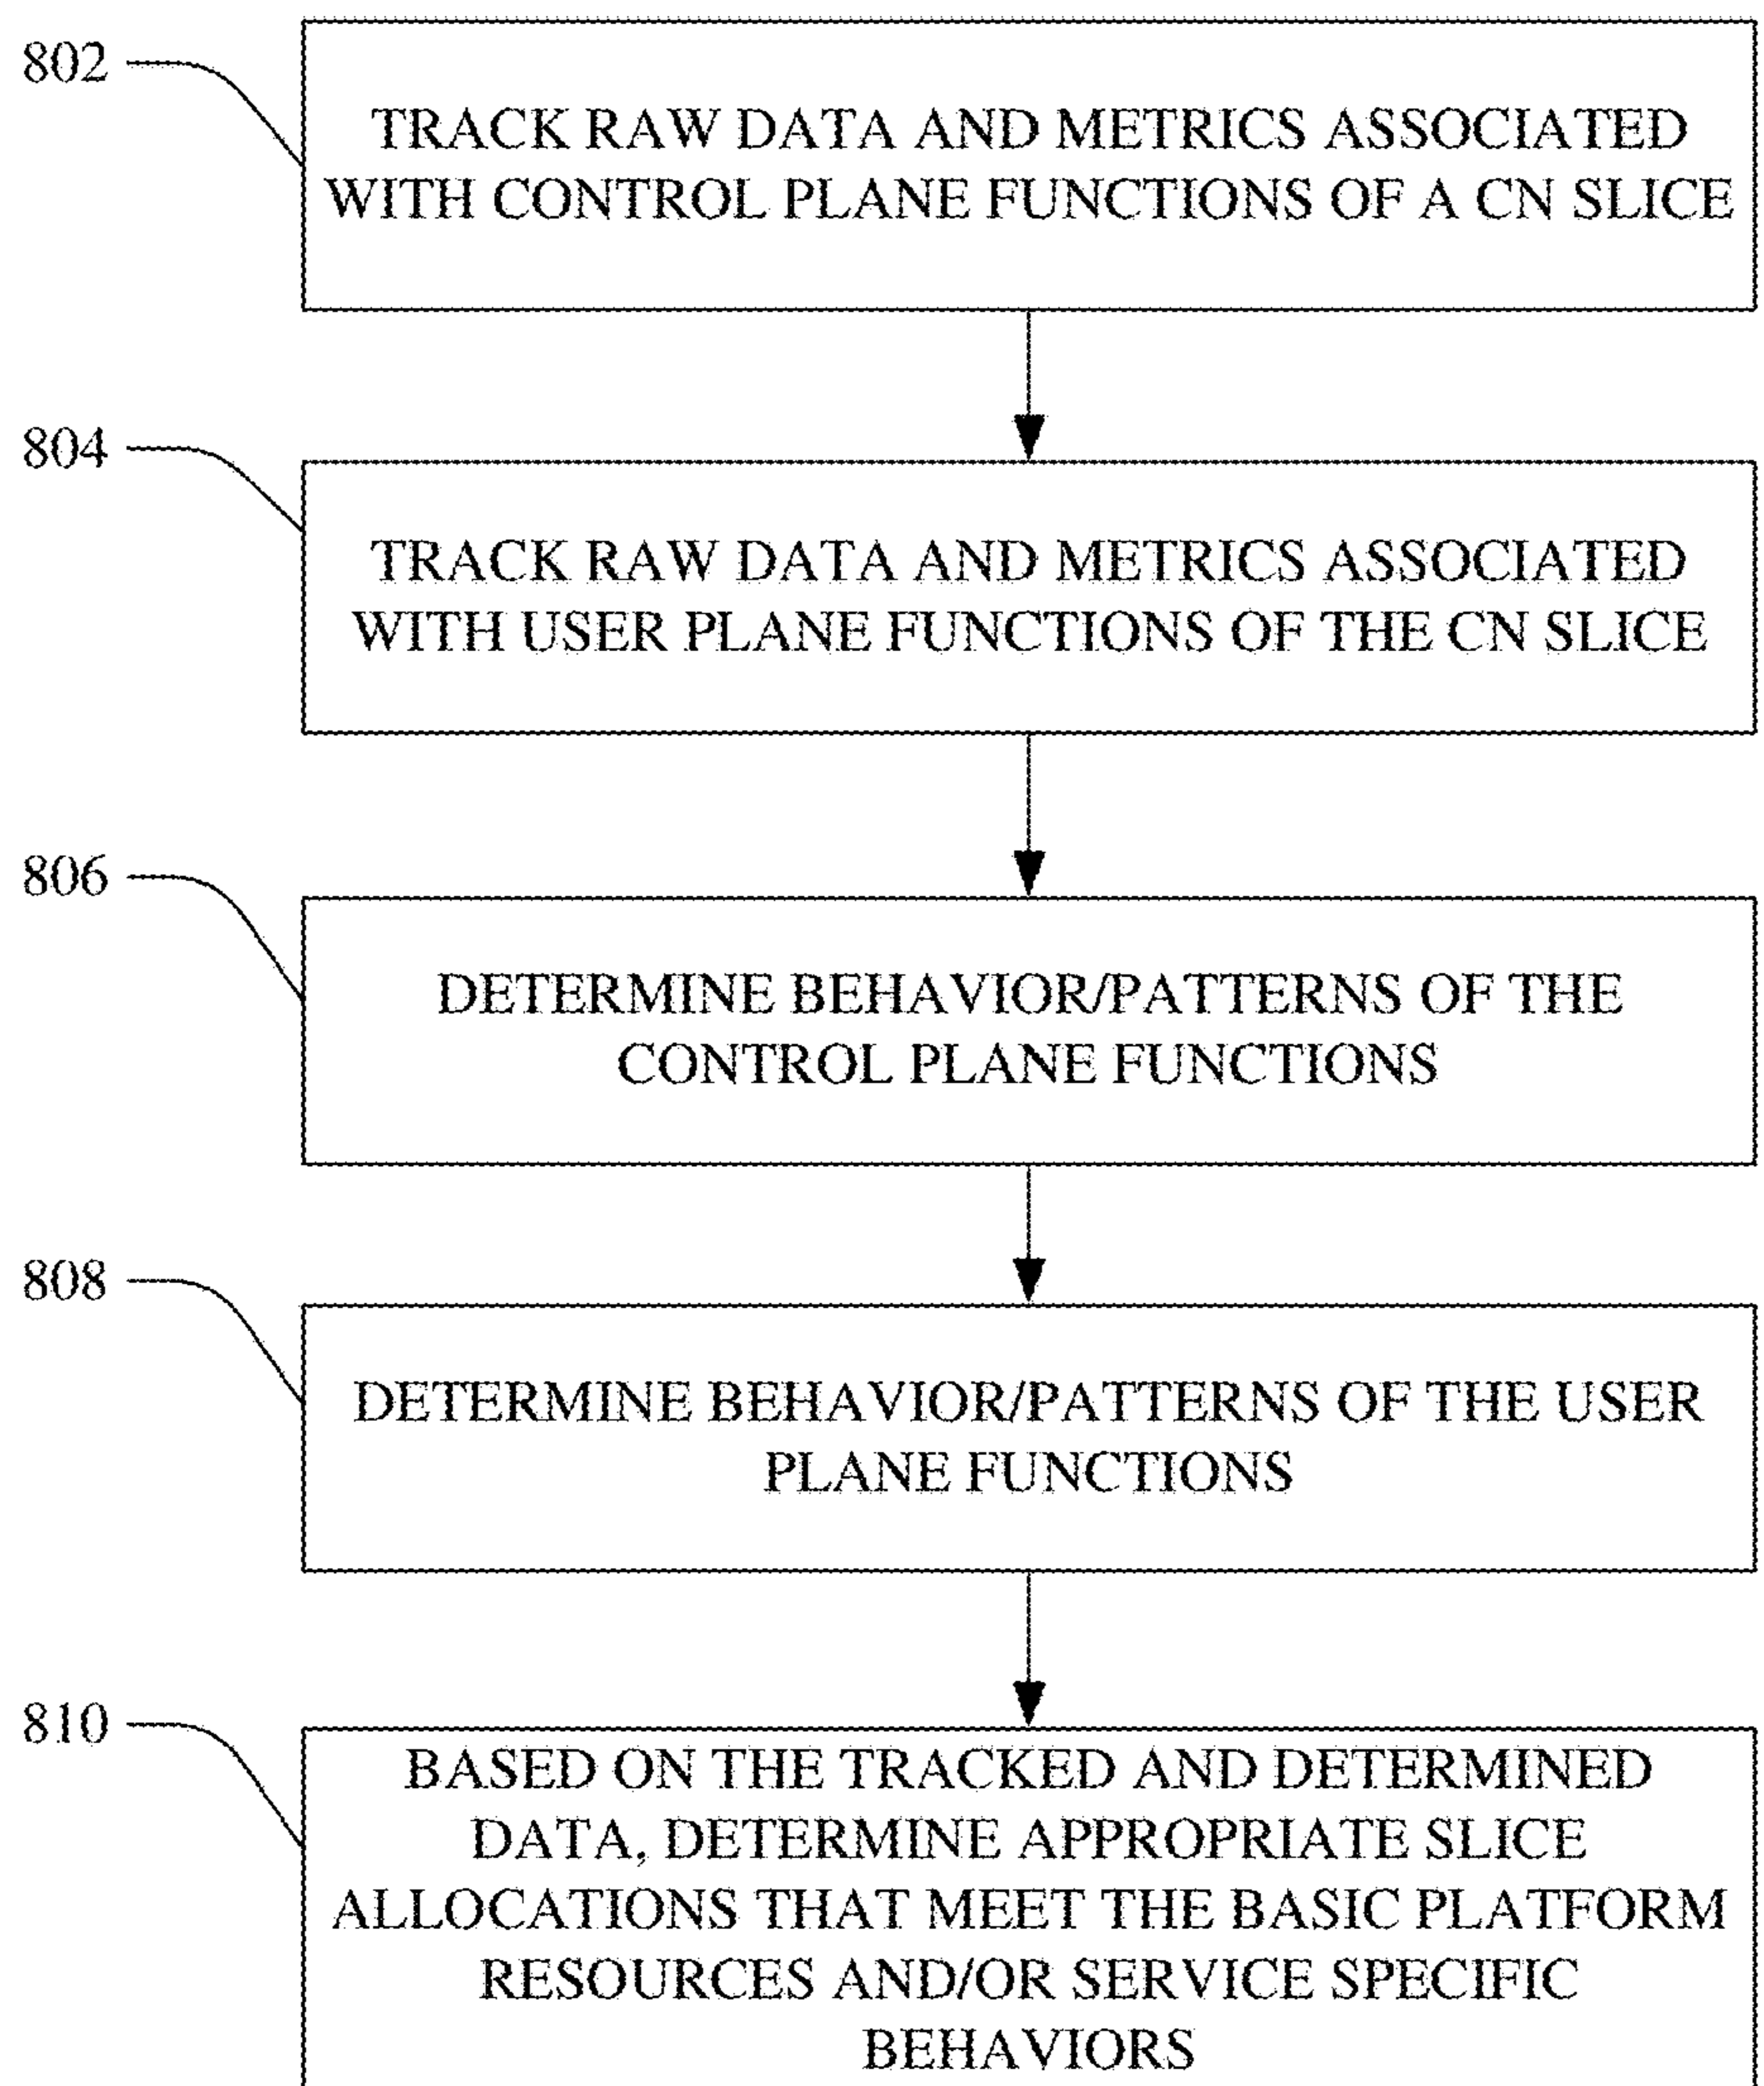 802
TRACK RAW DATA AND METRICS ASSOCIATED
WITH CONTROL PLANE FUNCTIONS OF A CN SLICE
804
TRACK RAW DATA AND METRICS ASSOCIATED
WITH USER PLANE FUNCTIONS OF THE CN SLICE
806
DETERMINE BEHAVIOR/PATTERNS OF THE
CONTROL PLANE FUNCTIONS
808
DETERMINE BEHAVIOR/PATTERNS OF THE USER
PLANE FUNCTIONS
810
BASED ON THE TRACKED AND DETERMINED
DATA, DETERMINE APPROPRIATE SLICE
ALLOCATIONS THAT MEET THE BASIC PLATFORM
RESOURCES AND/OR SERVICE SPECIFIC
BEHAVIORS